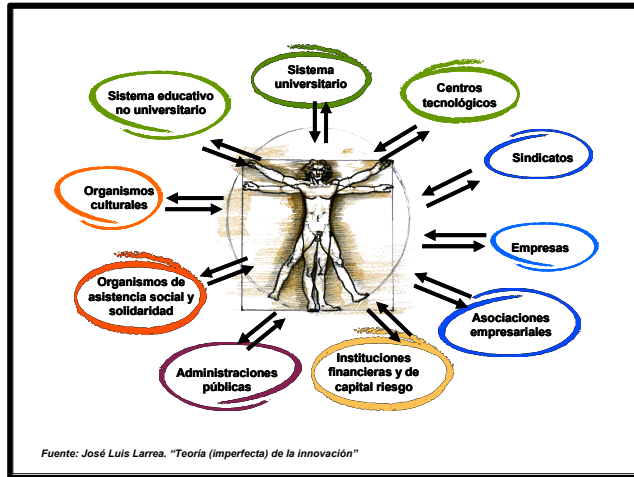 Sistema
universitario
Sistema educativo
no universitario
Centros
tecnológicos
Sindicatos
Organismos
culturales
Empresas
Organismos de
asistencia social y
solidaridad
Asociaciones
empresariales
Administraciones
públicas
Instituciones
financieras y de
capital riesgo
Fuente: José Luis Larrea. “Teoría (imperfecta) de la innovación”